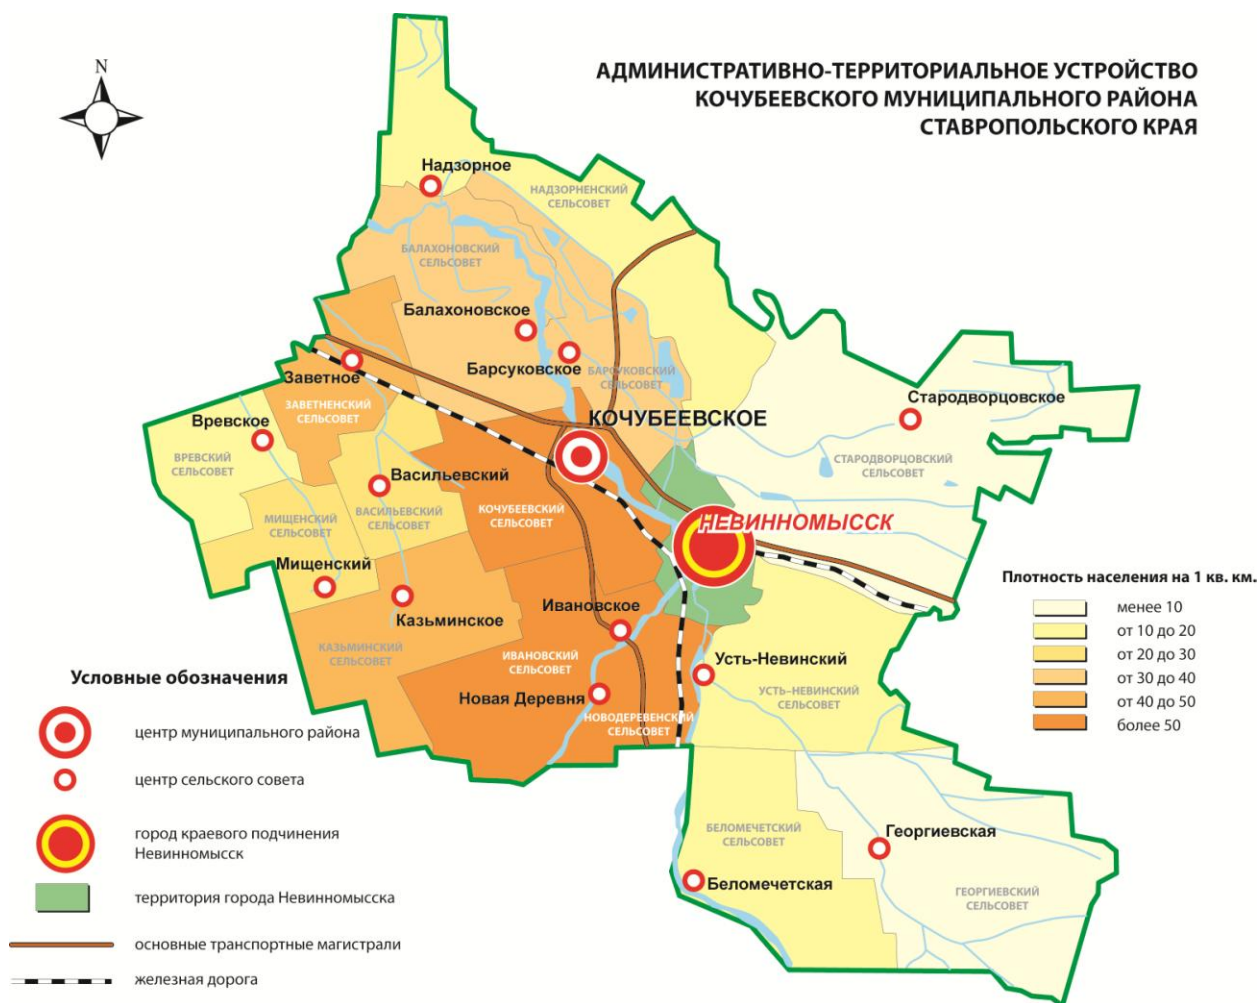 N
АДМИНИСТРАТИВНО-ТЕРРИТОРИАЛЬНОЕ УСТРОЙСТВО
КОЧУБЕЕВСКОГО МУНИЦИПАЛЬНОГО РАЙОНА
СТАВРОПОЛЬСКОГО КРАЯ
Надзорное
НАДЗОРНЕНСКИЙ
СЕЛЬСОВЕТ
БАЛАХОНОВСКИЙ
СЕЛЬСОВЕТ
Балахоновское
Барсуковское
БАРСУКОВСКИЙ
СЕЛЬСОВЕТ
Заветное
ЗАВЕТНЕНСКИЙ
СЕЛЬСОВЕТ
Вревское
ВРЕВСКИЙ
СЕЛЬСОВЕТ
КОЧУБЕЕВСКОЕ
Стародворцовское
СТАРОДВОРЦОВСКИЙ
СЕЛЬСОВЕТ
Васильевский
ВАСИЛЬЕВСКИЙ
СЕЛЬСОВЕТ
КОЧУБЕЕВСКИЙ
СЕЛЬСОВЕТ
МИЩЕНСКИЙ
СЕЛЬСОВЕТ
Мищенский
НЕВИННОМЫССК
Казьминское
КАЗЬМИНСКИЙ
СЕЛЬСОВЕТ
Ивановское
ИВАНОВСКИЙ
СЕЛЬСОВЕТ
Новая Деревня
НОВОДЕРЕВЕНСКИЙ
СЕЛЬСОВЕТ
Усть-Невинский
УСТЬ-НЕВИНСКИЙ
СЕЛЬСОВЕТ
БЕЛОМЕЧЕТСКИЙ
СЕЛЬСОВЕТ
Беломечетская
Георгиевская
ГЕОРГИЕВСКИЙ
СЕЛЬСОВЕТ
Плотность населения на 1 кв. км.
менее 10
от 10 до 20
от 20 до 30
от 30 до 40
от 40 до 50
более 50
Условные обозначения
центр муниципального района
центр сельского совета
город краевого подчинения
Невинномысск
территория города Невинномысска
основные транспортные магистрали
железная дорога